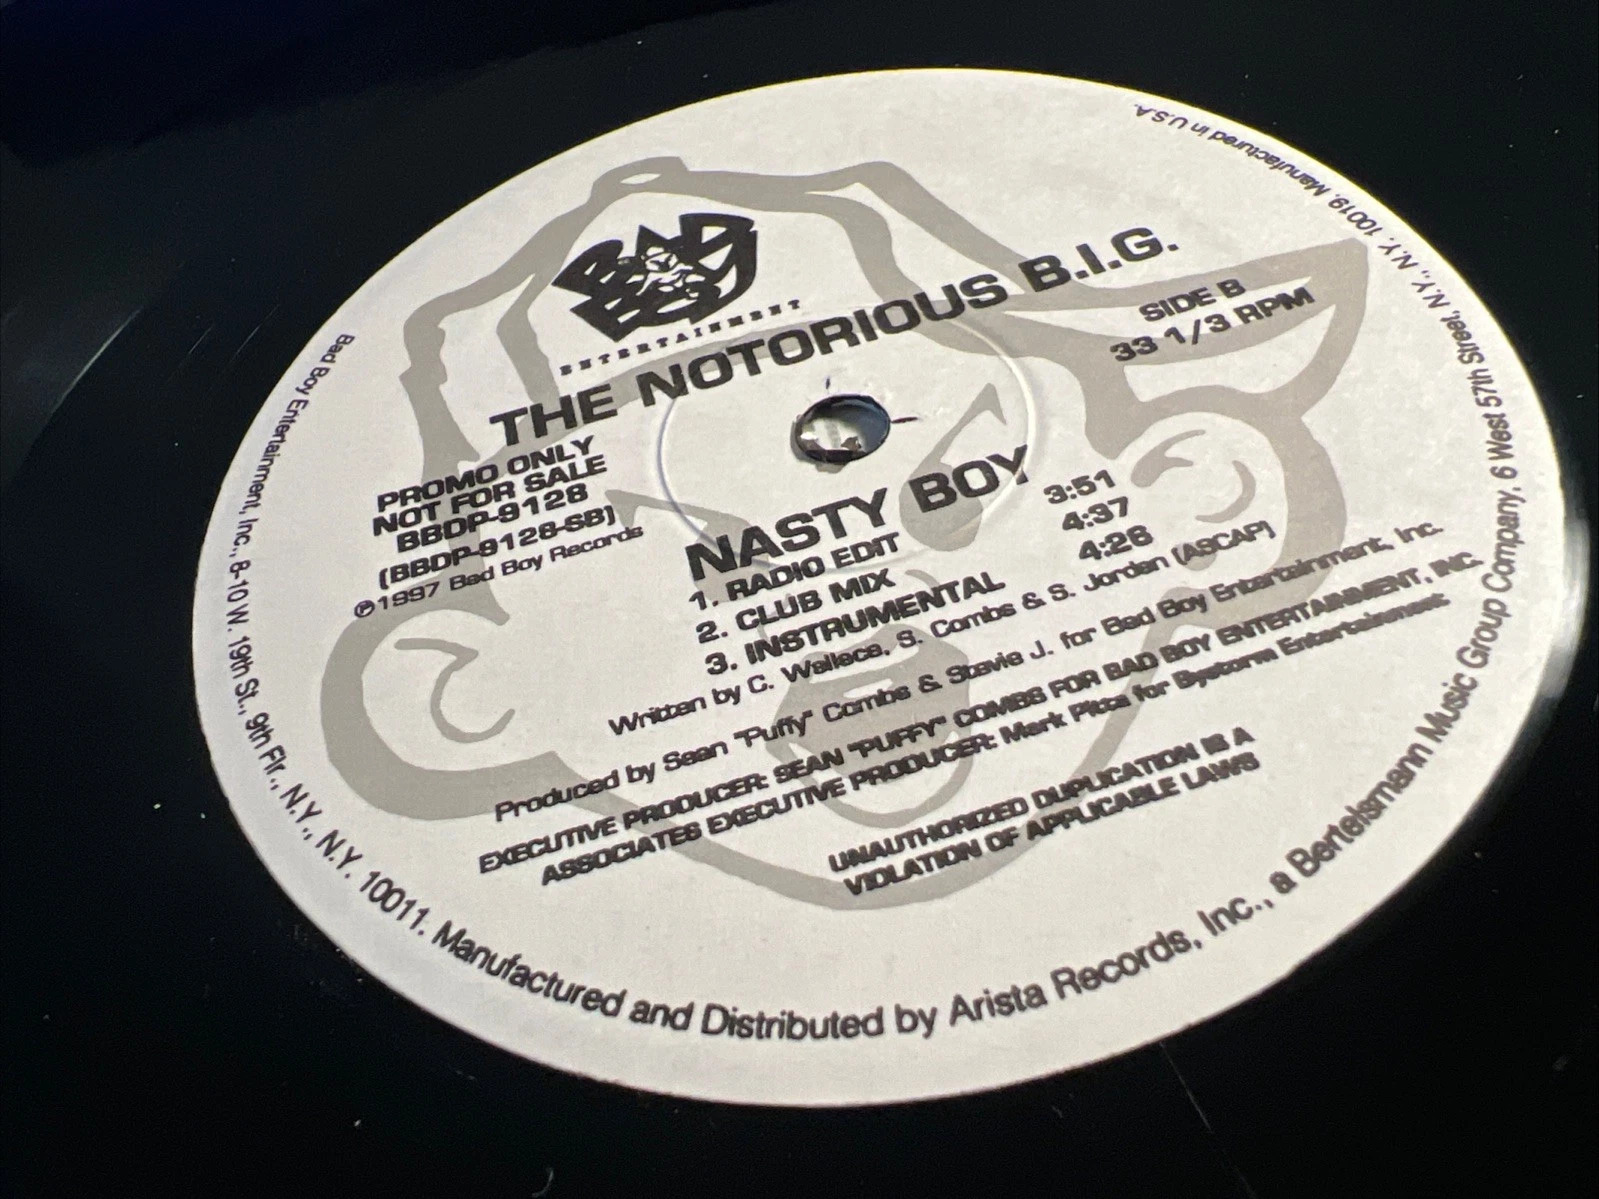 BAD
BOY
ENTERTAINMENT
THE NOTORIOUS B.I.G.
SIDE B
33 1/3 RPM
PROMO ONLY
NOT FOR SALE
BBDP-9128
(BBDP-9128-SB)
℗1997 Bad Boy Records
NASTY BOY
1. RADIO EDIT 3:51
2. CLUB MIX 4:37
3. INSTRUMENTAL 4:26
Written by C. Wallace, S. Combs & S. Jordan (ASCAP)
Produced by Sean "Puffy" Combs & Stevie J. for Bad Boy Entertainment, Inc.
EXECUTIVE PRODUCER: SEAN "PUFFY" COMBS FOR BAD BOY ENTERTAINMENT, INC.
ASSOCIATES EXECUTIVE PRODUCER: Mark Pitts for Bystorm Entertainment
UNAUTHORIZED DUPLICATION IS A
VIOLATION OF APPLICABLE LAWS
Bad Boy Entertainment, Inc., 8-10 W. 19th St., 9th Flr., N.Y., N.Y. 10011. Manufactured and Distributed by Arista Records, Inc., a Bertelsmann Music Group Company, 6 West 57th Street, N.Y., N.Y. 10019. Manufactured in U.S.A.